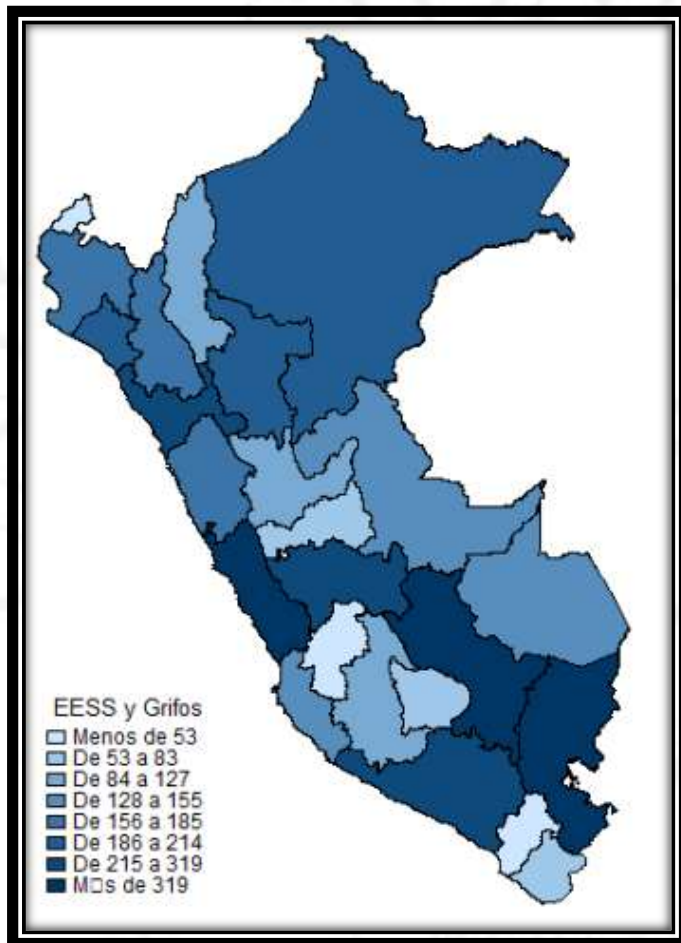 EESS y Grifos
Menos de 53
De 53 a 83
De 84 a 127
De 128 a 155
De 156 a 185
De 186 a 214
De 215 a 319
M□s de 319